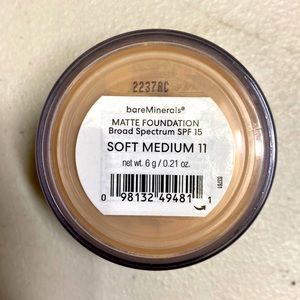 2237AC
bareMinerals®
MATTE FOUNDATION
Broad Spectrum SPF 15
SOFT MEDIUM 11
net wt. 6 g / 0.21 oz.
0 98132 49481 1